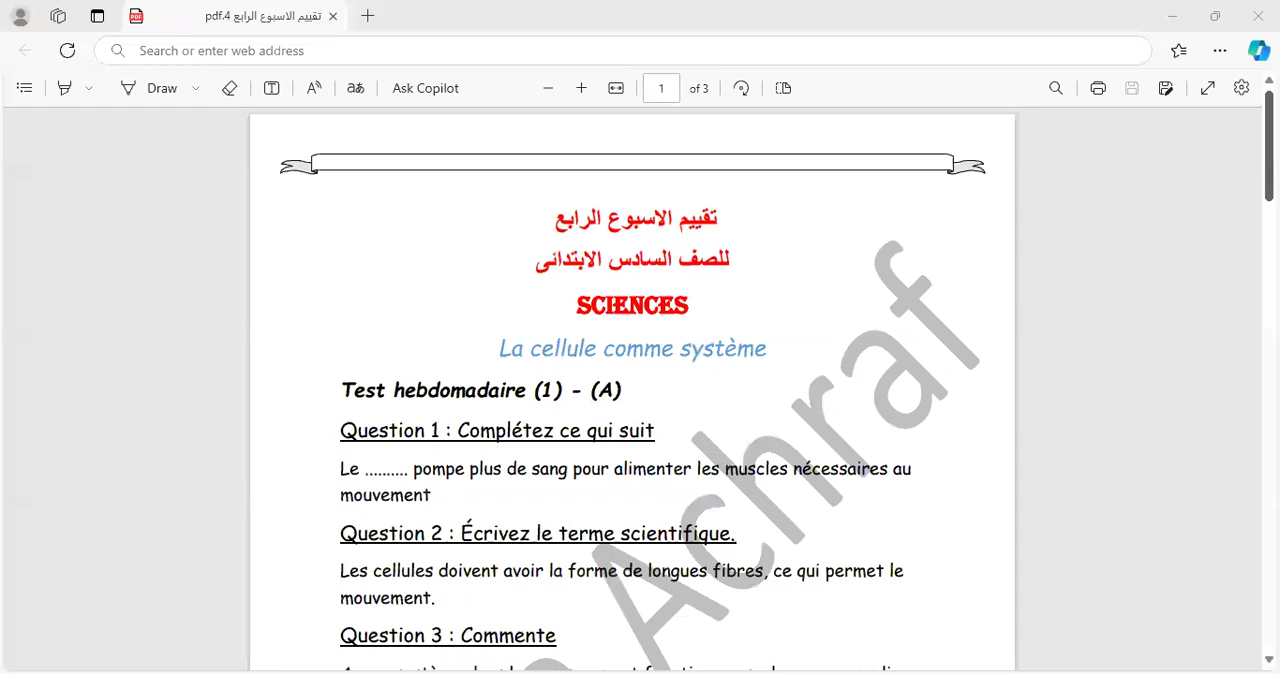 تقييم الاسبوع الرابع 4.pdf
Search or enter web address
Draw
aあ
Ask Copilot
1 of 3
تقييم الاسبوع الرابع
للصف السادس الابتدائى
SCIENCES
La cellule comme système
Test hebdomadaire (1) - (A)
Question 1 : Complétez ce qui suit
Le .......... pompe plus de sang pour alimenter les muscles nécessaires au
mouvement
Question 2 : Écrivez le terme scientifique.
Les cellules doivent avoir la forme de longues fibres, ce qui permet le
mouvement.
Question 3 : Commente
Achraf